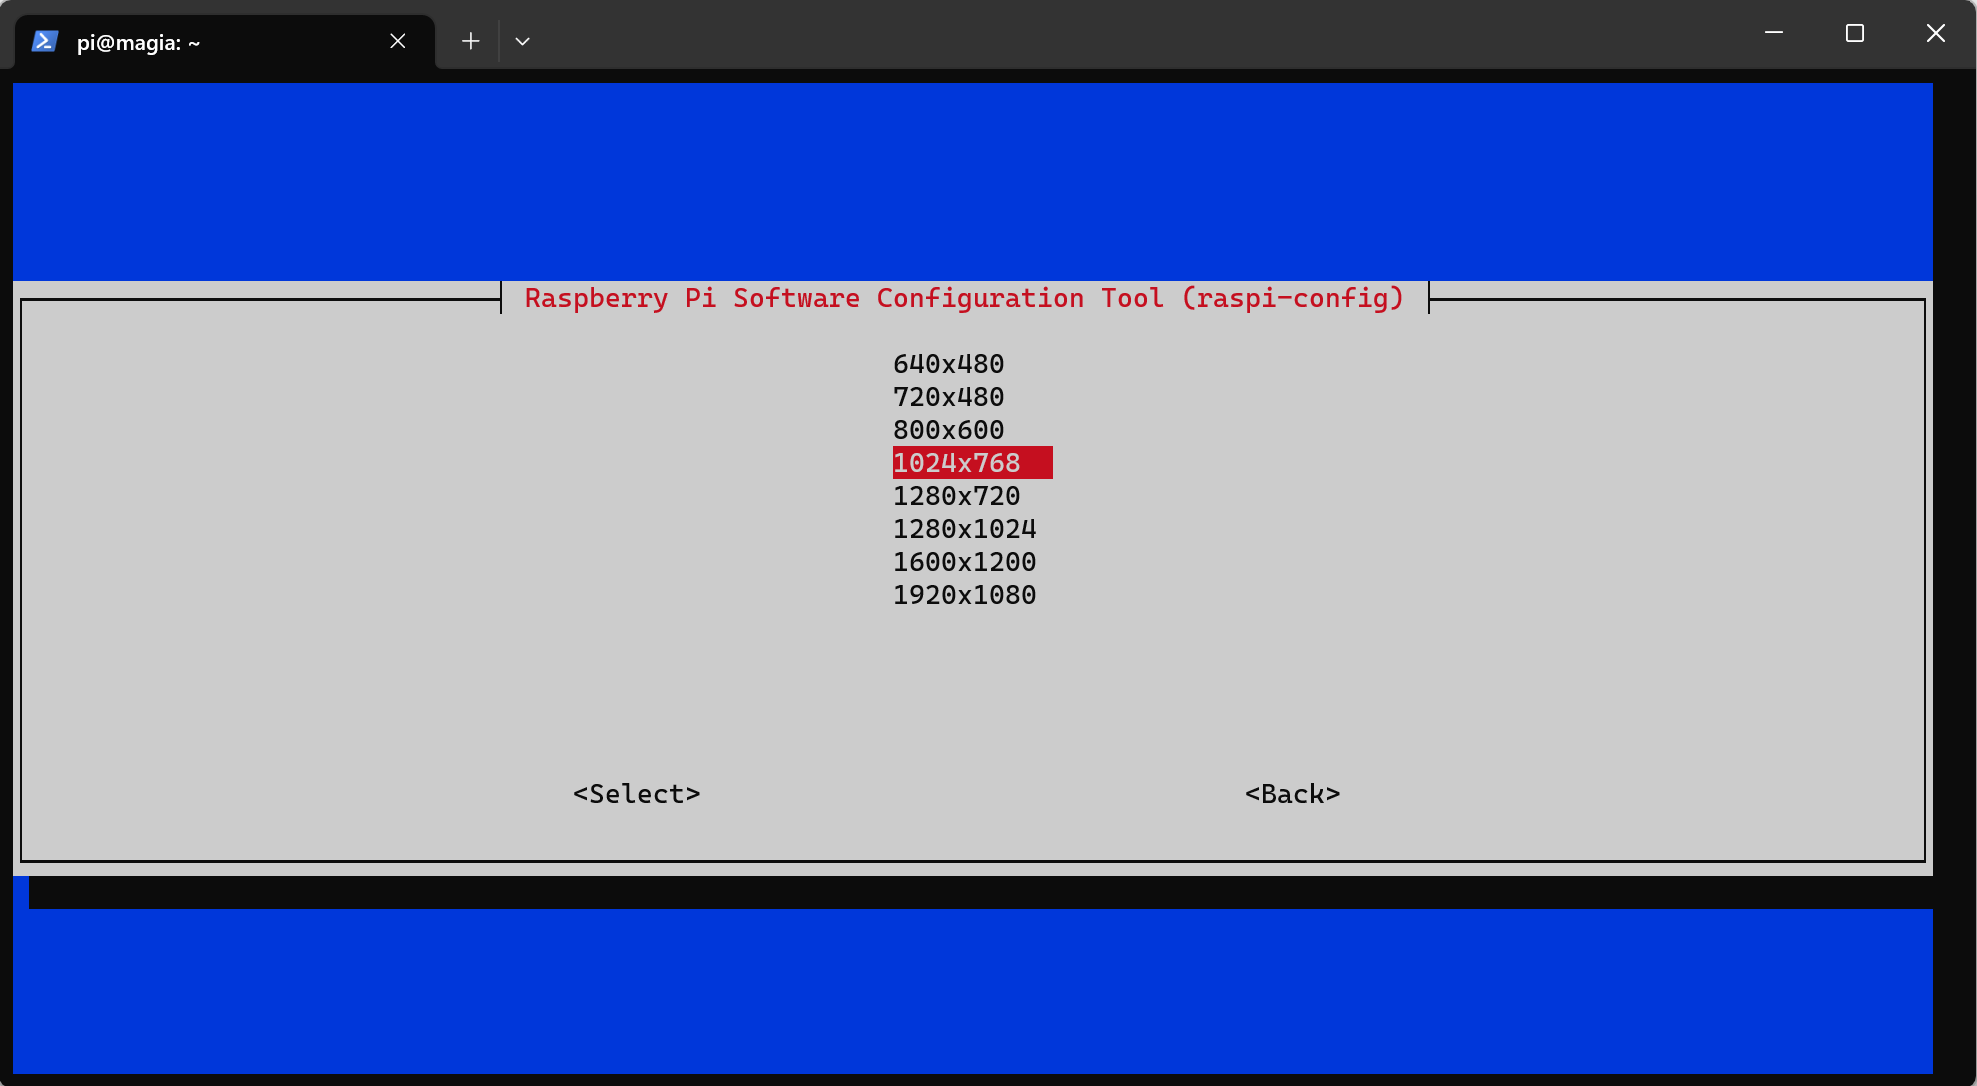 pi@magia: ~
Raspberry Pi Software Configuration Tool (raspi-config)
640x480
720x480
800x600
1024x768
1280x720
1280x1024
1600x1200
1920x1080
<Select> <Back>